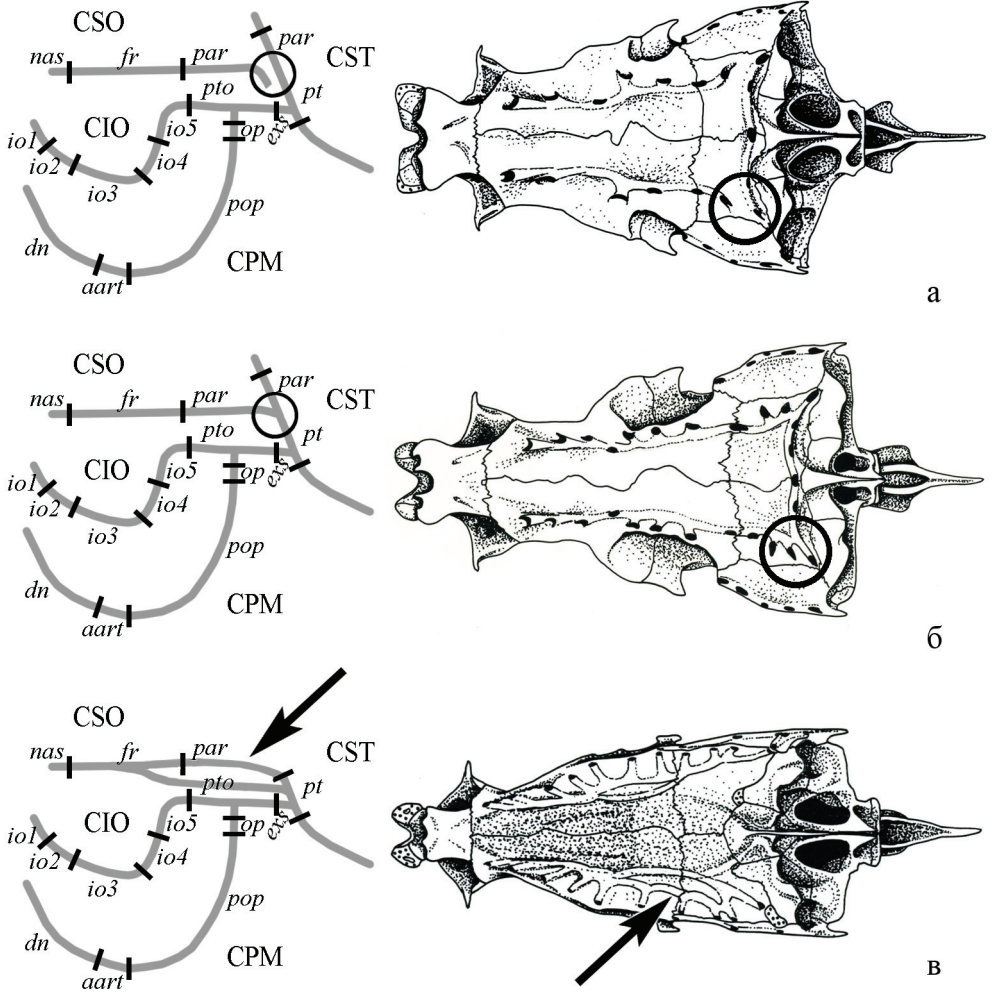 CSO
par
CST
nas
fr
par
pto
pt
io1
CIO
io5
op
exs
io2
io4
io3
pop
dn
CPM
aart
а
CSO
par
CST
nas
fr
par
pto
pt
io1
CIO
io5
op
exs
io2
io4
io3
pop
dn
CPM
aart
б
CSO
CST
nas
fr
par
pto
pt
io1
CIO
io5
op
exs
io2
io4
io3
pop
dn
CPM
aart
в